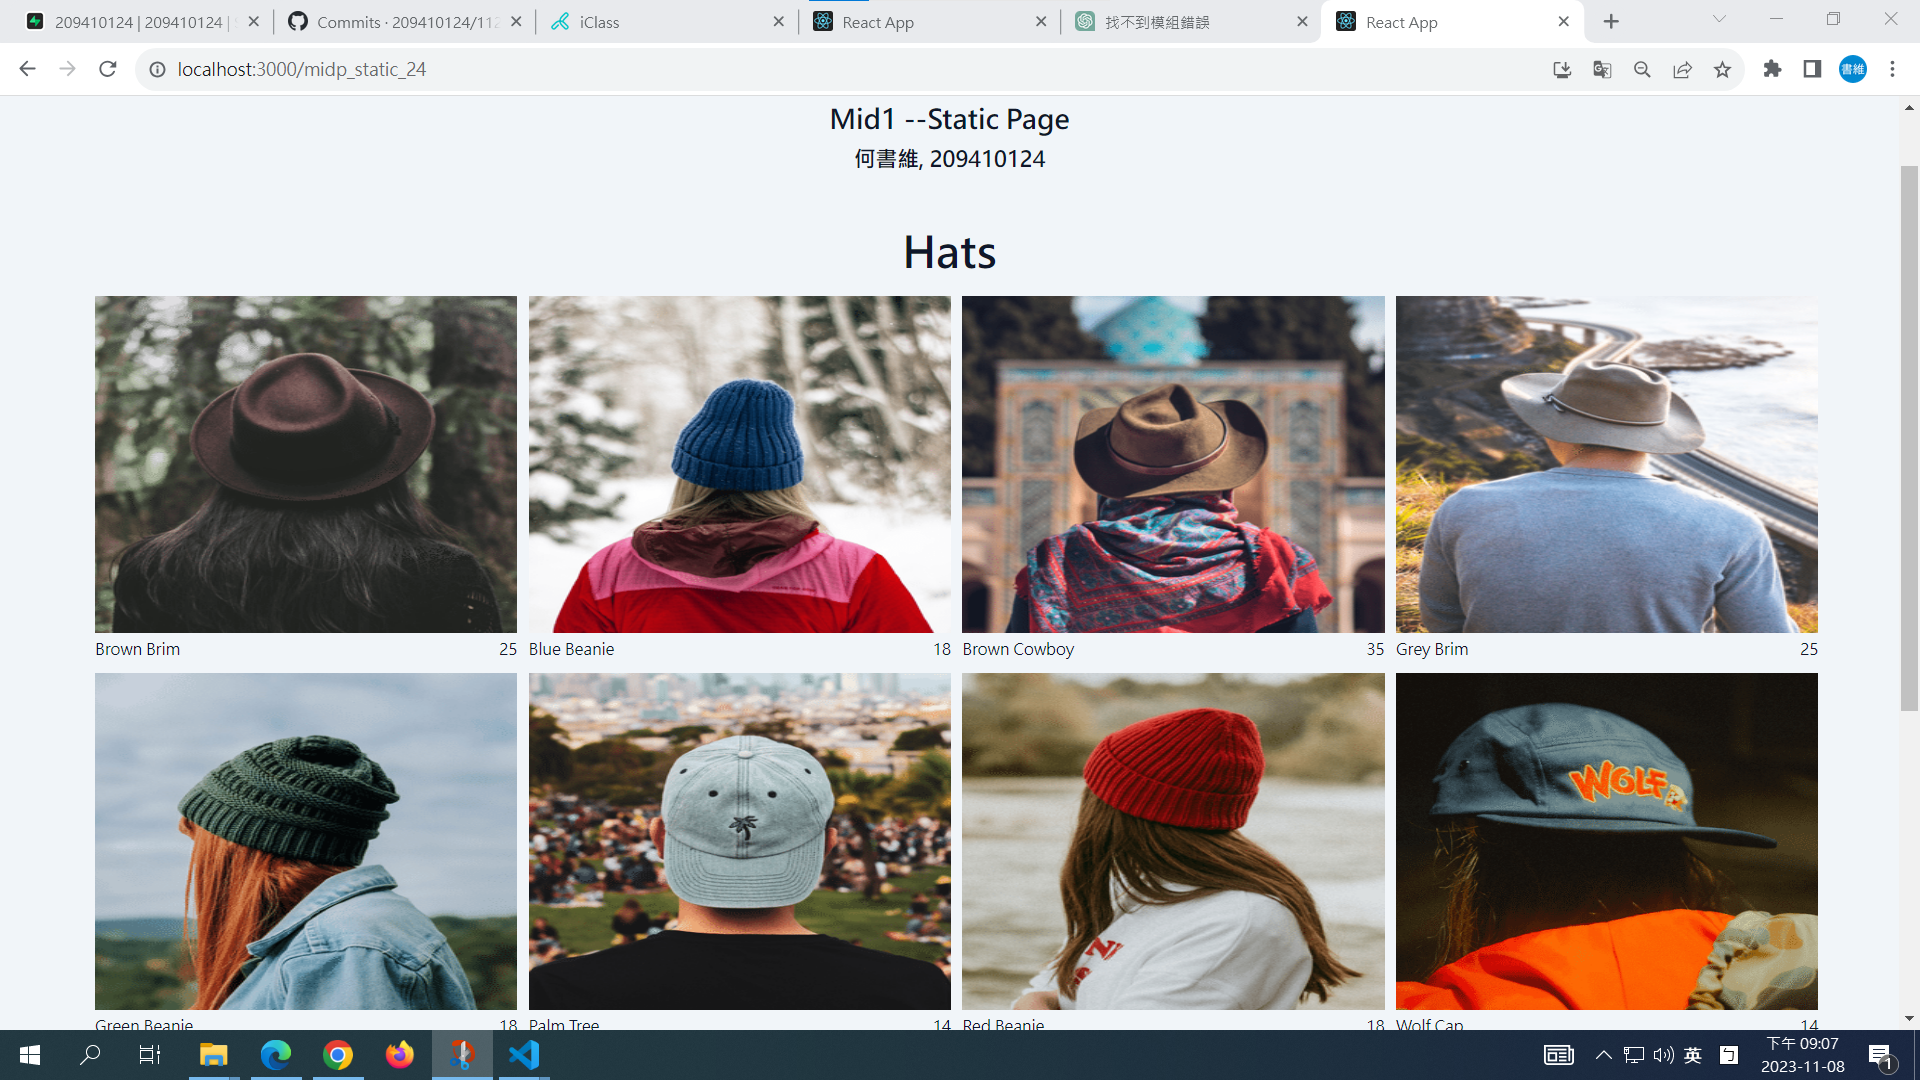 209410124 | 209410124 | S
Commits · 209410124/112
iClass
React App
找不到模組錯誤
React App
localhost:3000/midp_static_24
書維
Mid1 --Static Page
何書維, 209410124
Hats
Brown Brim 25
Blue Beanie 18
Brown Cowboy 35
Grey Brim 25
WOLF
Green Beanie 18
Palm Tree 14
Red Beanie 18
Wolf Cap 14
英
ㄅ
下午 09:07
2023-11-08
1